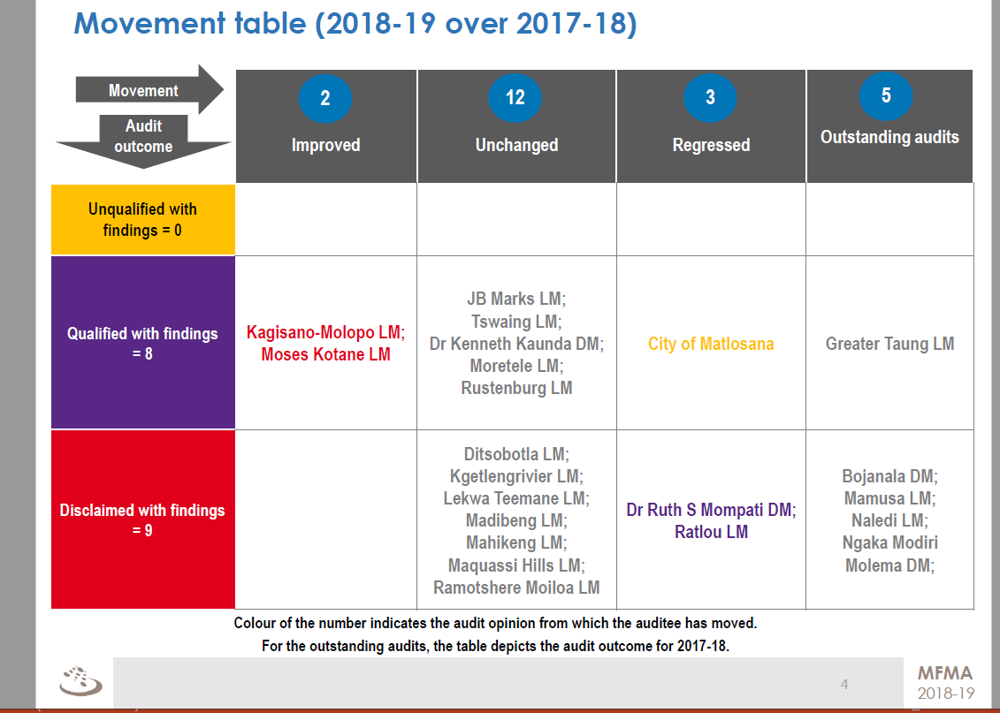 Movement table (2018-19 over 2017-18)
Movement
Audit
outcome
2
Improved
12
Unchanged
3
Regressed
5
Outstanding audits
Unqualified with
findings = 0
Qualified with findings
= 8
Kagisano-Molopo LM;
Moses Kotane LM
JB Marks LM;
Tswaing LM;
Dr Kenneth Kaunda DM;
Moretele LM;
Rustenburg LM
City of Matlosana
Greater Taung LM
Disclaimed with findings
= 9
Ditsobotla LM;
Kgetlengrivier LM;
Lekwa Teemane LM;
Madibeng LM;
Mahikeng LM;
Maquassi Hills LM;
Ramotshere Moiloa LM
Dr Ruth S Mompati DM;
Ratlou LM
Bojanala DM;
Mamusa LM;
Naledi LM;
Ngaka Modiri
Molema DM;
Colour of the number indicates the audit opinion from which the auditee has moved.
For the outstanding audits, the table depicts the audit outcome for 2017-18.
4
MFMA
2018-19